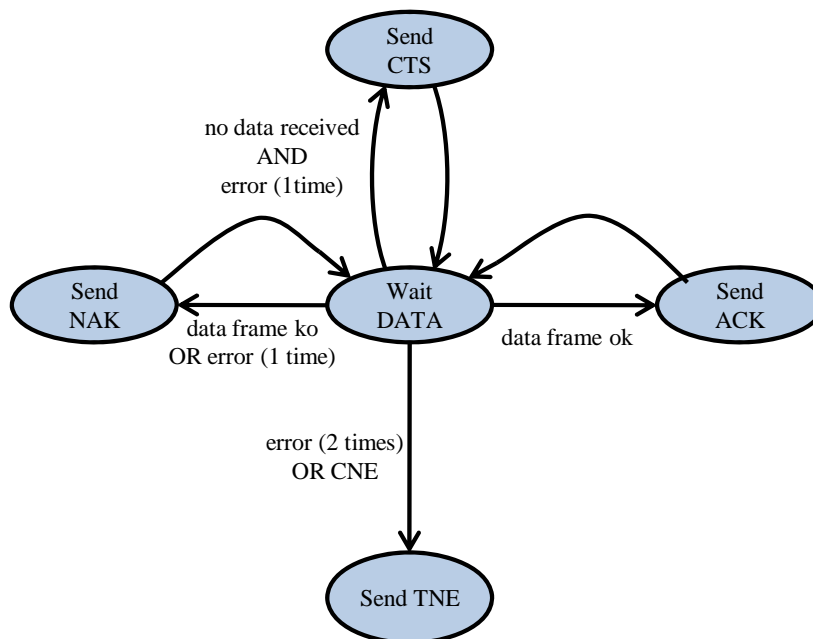 Send
CTS
no data received
AND
error (1time)
Send
NAK
Wait
DATA
Send
ACK
data frame ko
OR error (1 time)
data frame ok
error (2 times)
OR CNE
Send TNE